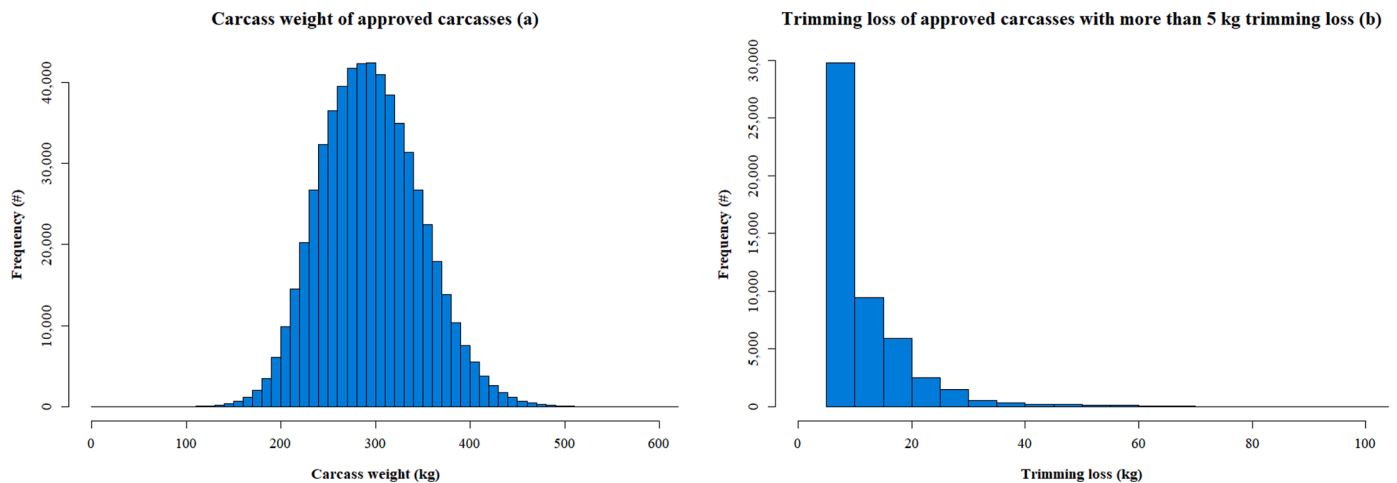 Carcass weight of approved carcasses (a)
Frequency (#)
40,000
30,000
20,000
10,000
0
0 100 200 300 400 500 600
Carcass weight (kg)
Trimming loss of approved carcasses with more than 5 kg trimming loss (b)
Frequency (#)
30,000
25,000
20,000
15,000
10,000
5,000
0
0 20 40 60 80 100
Trimming loss (kg)